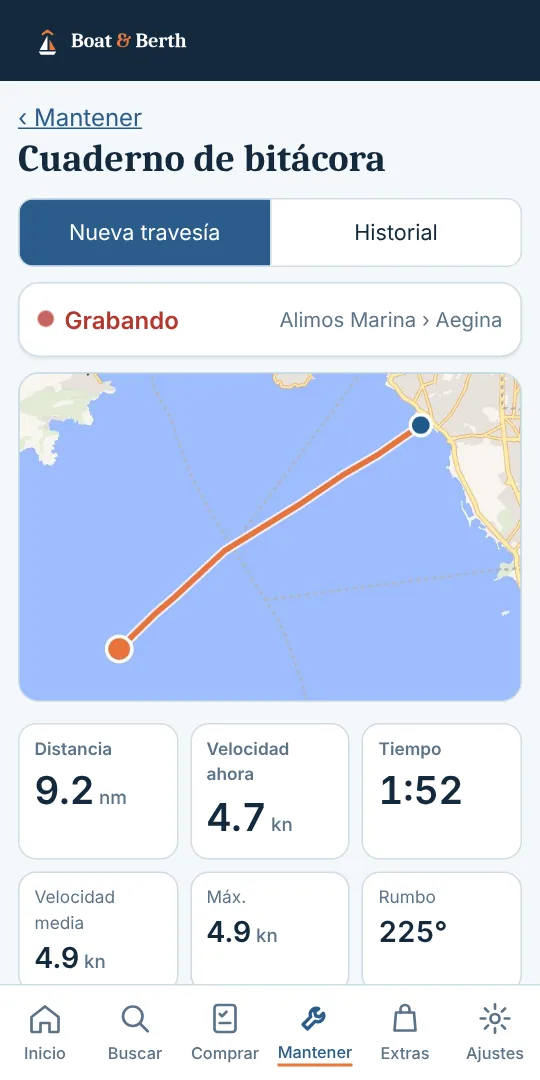 Boat & Berth
‹ Mantener
Cuaderno de bitácora
Nueva travesía
Historial
Grabando
Alimos Marina › Aegina
Distancia
9.2 nm
Velocidad
ahora
4.7 kn
Tiempo
1:52
Velocidad
media
4.9 kn
Máx.
4.9 kn
Rumbo
225°
Inicio
Buscar
Comprar
Mantener
Extras
Ajustes